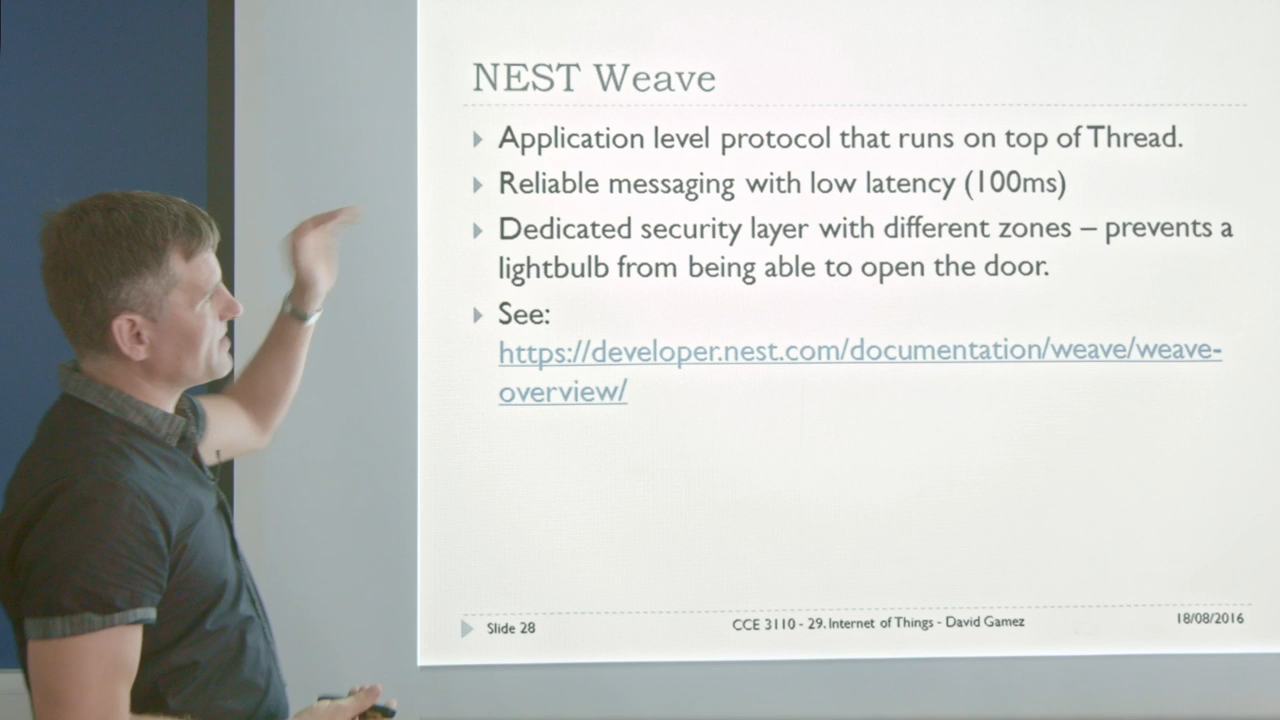 NEST Weave
Application level protocol that runs on top of Thread.
Reliable messaging with low latency (100ms)
Dedicated security layer with different zones – prevents a
lightbulb from being able to open the door.
See:
https://developer.nest.com/documentation/weave/weave-
overview/
Slide 28
CCE 3110 - 29. Internet of Things - David Gamez
18/08/2016